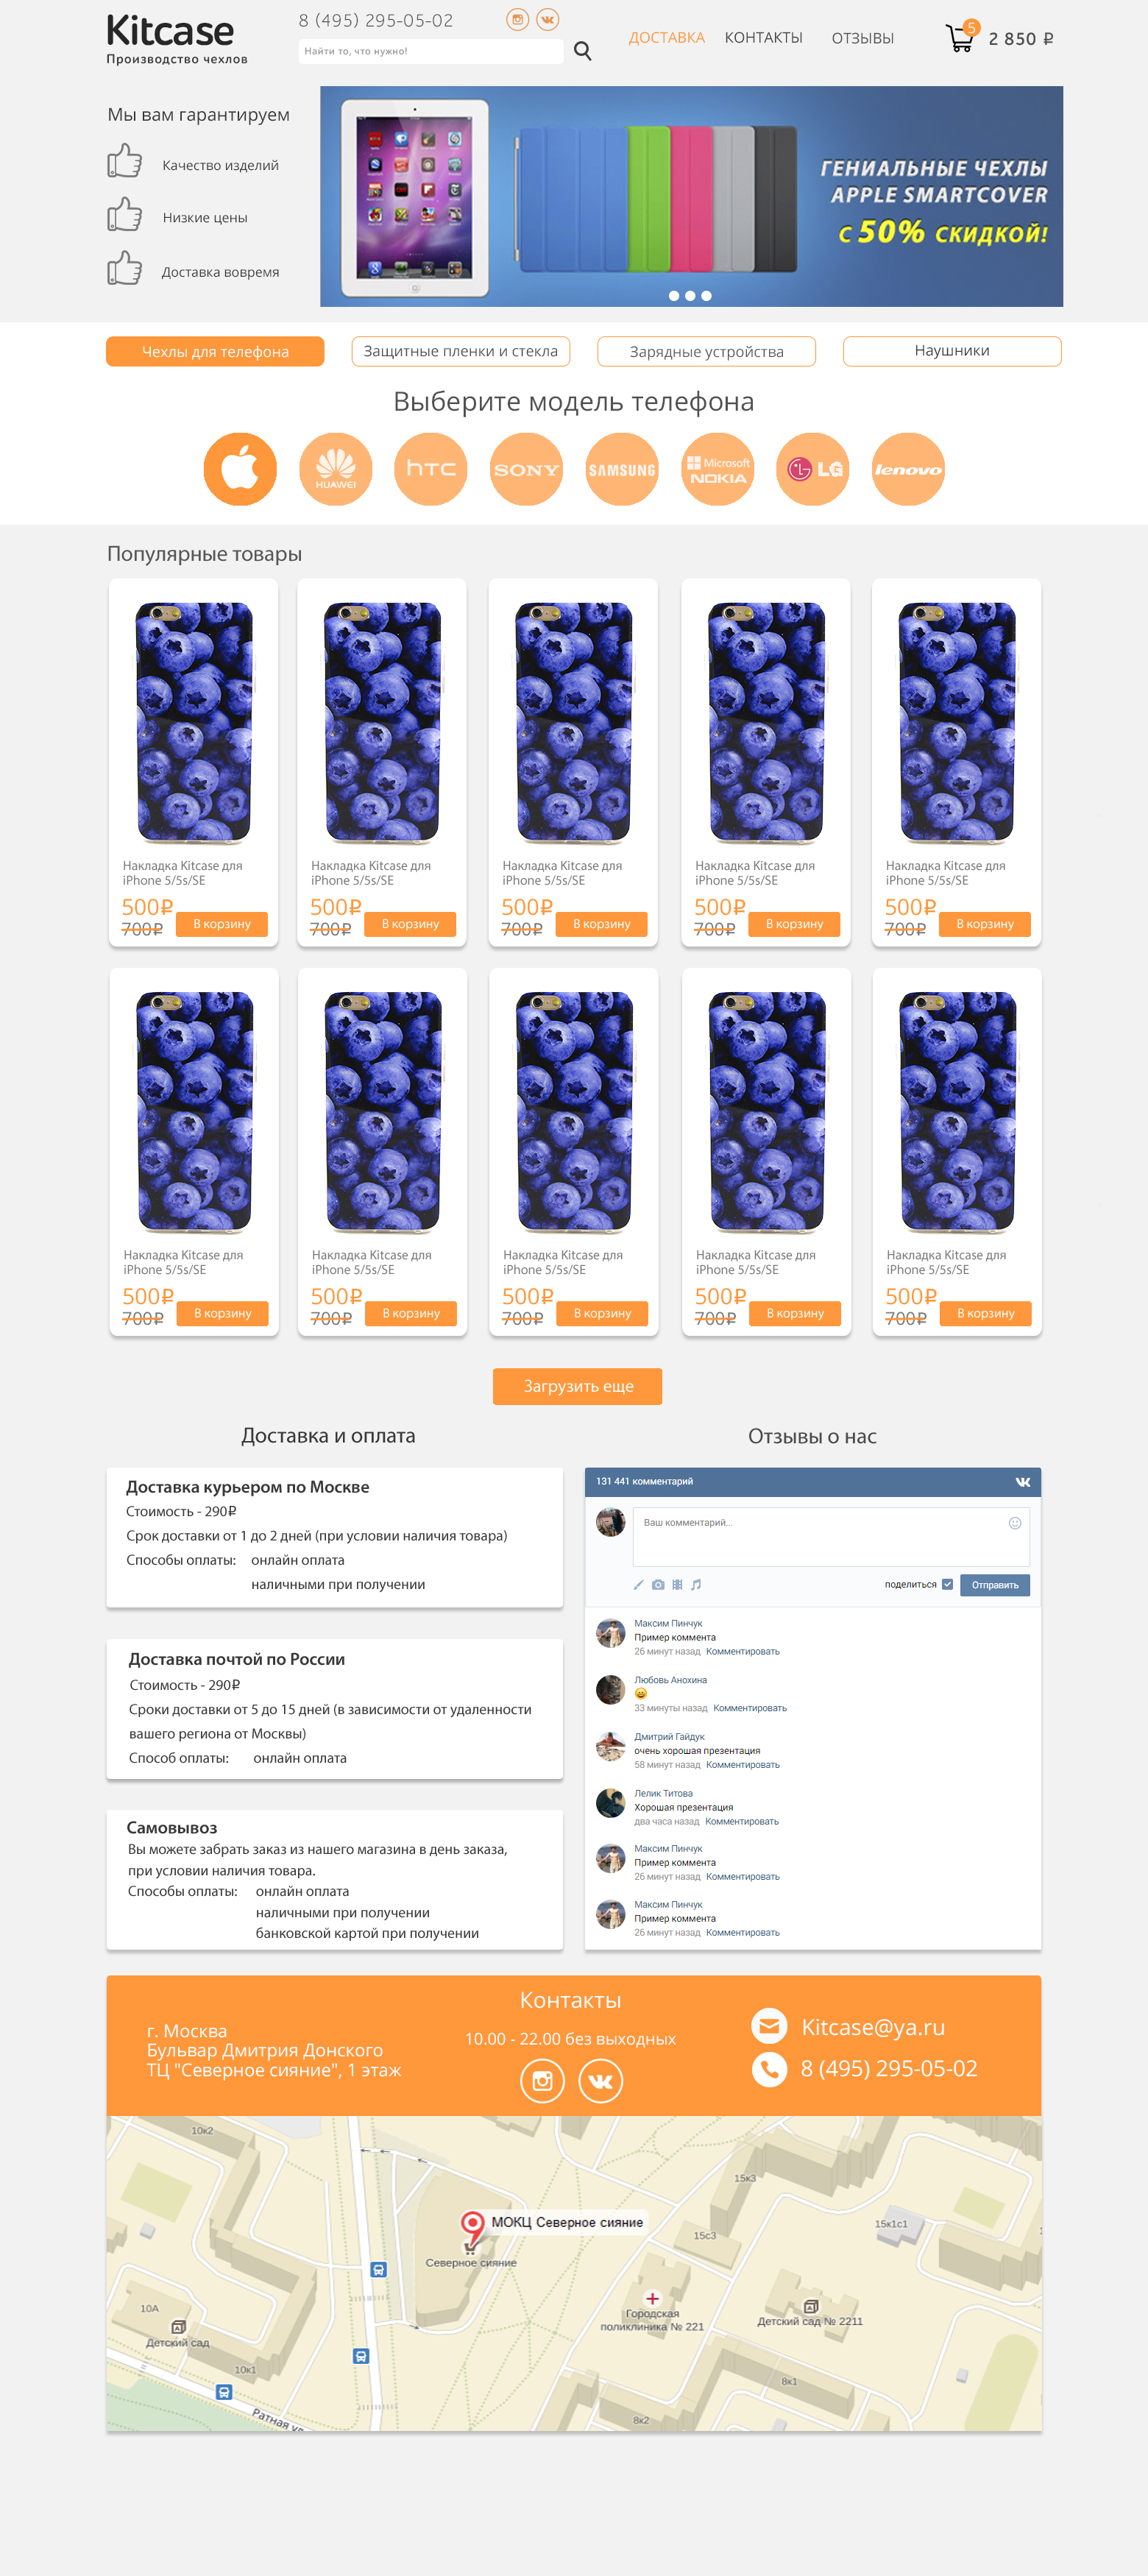 Kitcase
Производство чехлов
8 (495) 295-05-02
Найти то, что нужно!
ДОСТАВКА
КОНТАКТЫ
ОТЗЫВЫ
5
2 850 ₽
Мы вам гарантируем
Качество изделий
Низкие цены
Доставка вовремя
ГЕНИАЛЬНЫЕ ЧЕХЛЫ
APPLE SMARTCOVER
С 50% СКИДКОЙ!
Чехлы для телефона
Защитные пленки и стекла
Зарядные устройства
Наушники
Выберите модель телефона
HUAWEI
hTC
SONY
SAMSUNG
Microsoft
NOKIA
LG LG
lenovo
Популярные товары
Накладка Kitcase для
iPhone 5/5s/SE
500₽
700₽
В корзину
Накладка Kitcase для
iPhone 5/5s/SE
500₽
700₽
В корзину
Накладка Kitcase для
iPhone 5/5s/SE
500₽
700₽
В корзину
Накладка Kitcase для
iPhone 5/5s/SE
500₽
700₽
В корзину
Накладка Kitcase для
iPhone 5/5s/SE
500₽
700₽
В корзину
Накладка Kitcase для
iPhone 5/5s/SE
500₽
700₽
В корзину
Накладка Kitcase для
iPhone 5/5s/SE
500₽
700₽
В корзину
Накладка Kitcase для
iPhone 5/5s/SE
500₽
700₽
В корзину
Накладка Kitcase для
iPhone 5/5s/SE
500₽
700₽
В корзину
Накладка Kitcase для
iPhone 5/5s/SE
500₽
700₽
В корзину
Загрузить еще
Доставка и оплата
Доставка курьером по Москве
Стоимость - 290₽
Срок доставки от 1 до 2 дней (при условии наличия товара)
Способы оплаты: онлайн оплата
наличными при получении
Доставка почтой по России
Стоимость - 290₽
Сроки доставки от 5 до 15 дней (в зависимости от удаленности
вашего региона от Москвы)
Способ оплаты: онлайн оплата
Самовывоз
Вы можете забрать заказ из нашего магазина в день заказа,
при условии наличия товара.
Способы оплаты: онлайн оплата
наличными при получении
банковской картой при получении
Отзывы о нас
131 441 комментарий
Ваш комментарий...
поделиться
Отправить
Максим Пинчук
Пример коммента
26 минут назад Комментировать
Любовь Анохина
33 минуты назад Комментировать
Дмитрий Гайдук
очень хорошая презентация
58 минут назад Комментировать
Лелик Титова
Хорошая презентация
два часа назад Комментировать
Максим Пинчук
Пример коммента
26 минут назад Комментировать
Максим Пинчук
Пример коммента
26 минут назад Комментировать
Контакты
г. Москва
Бульвар Дмитрия Донского
ТЦ "Северное сияние", 1 этаж
10.00 - 22.00 без выходных
Kitcase@ya.ru
8 (495) 295-05-02
10к2
15к3
15к1с1
МОКЦ Северное сияние
15с3
Северное сияние
10А
Детский сад
Городская
поликлиника № 221
Детский сад № 2211
10к1
8к1
Ратная ул
8к2